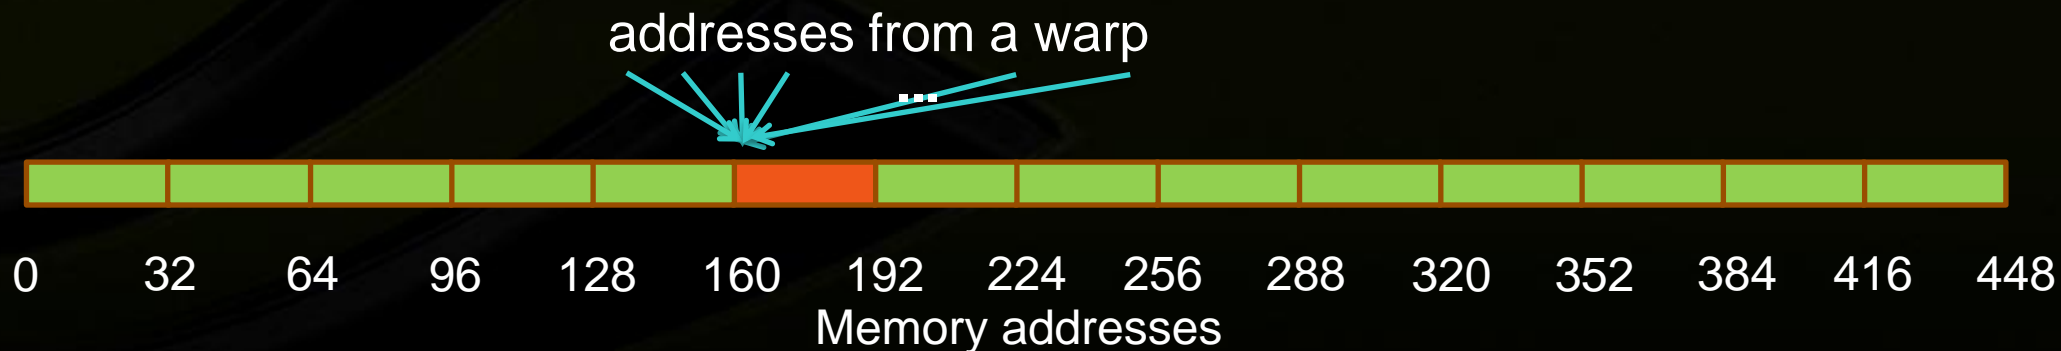 addresses from a warp
...
0 32 64 96 128 160 192 224 256 288 320 352 384 416 448
Memory addresses